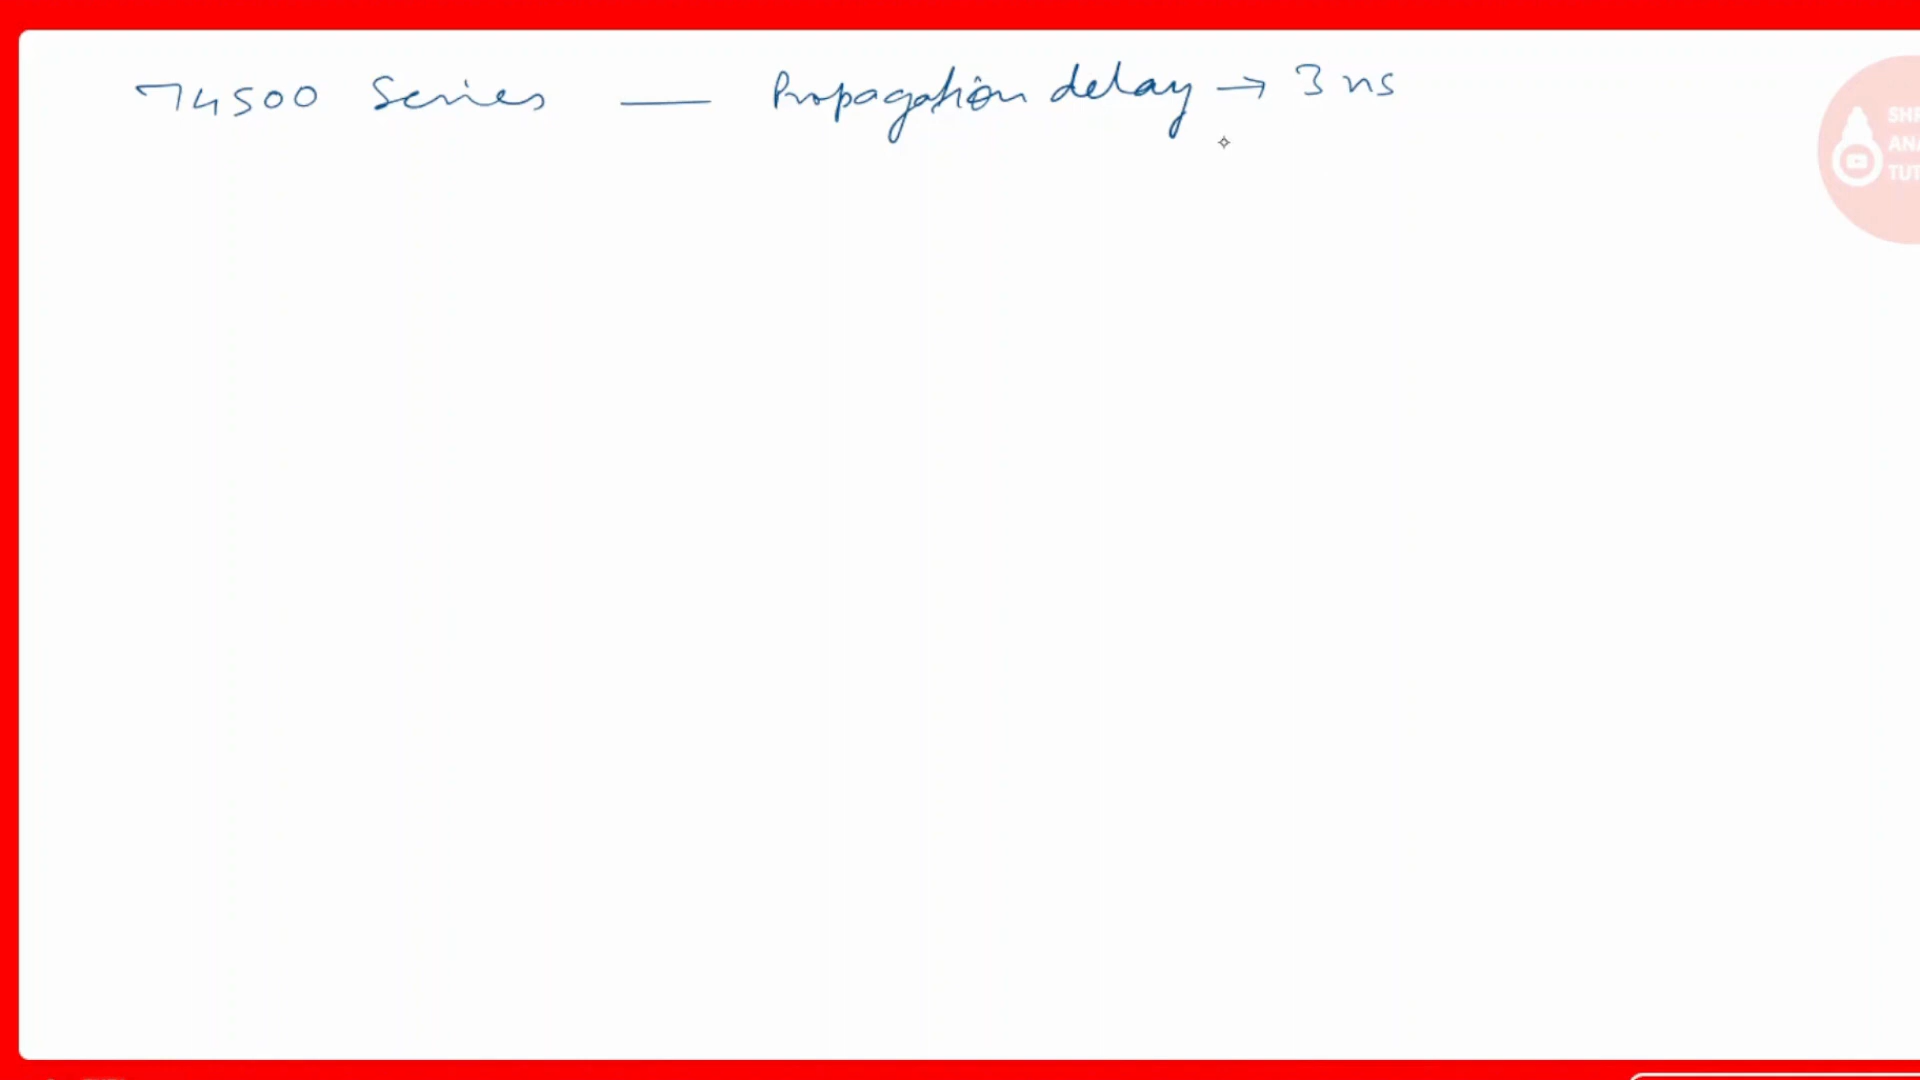 74S00 Series — Propagation delay → 3 ns